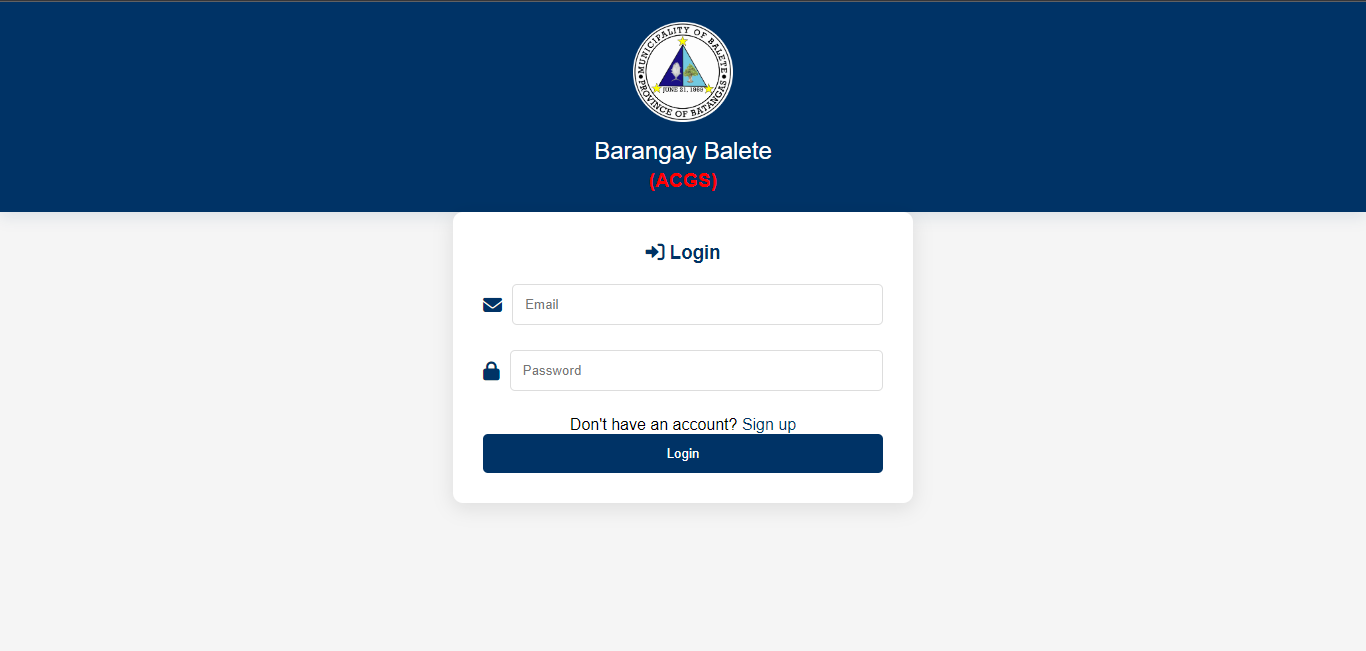 MUNICIPALITY OF BALETE
JUNE 21, 1969
PROVINCE OF BATANGAS
Barangay Balete
(ACGS)
Login
Email
Password
Don't have an account? Sign up
Login